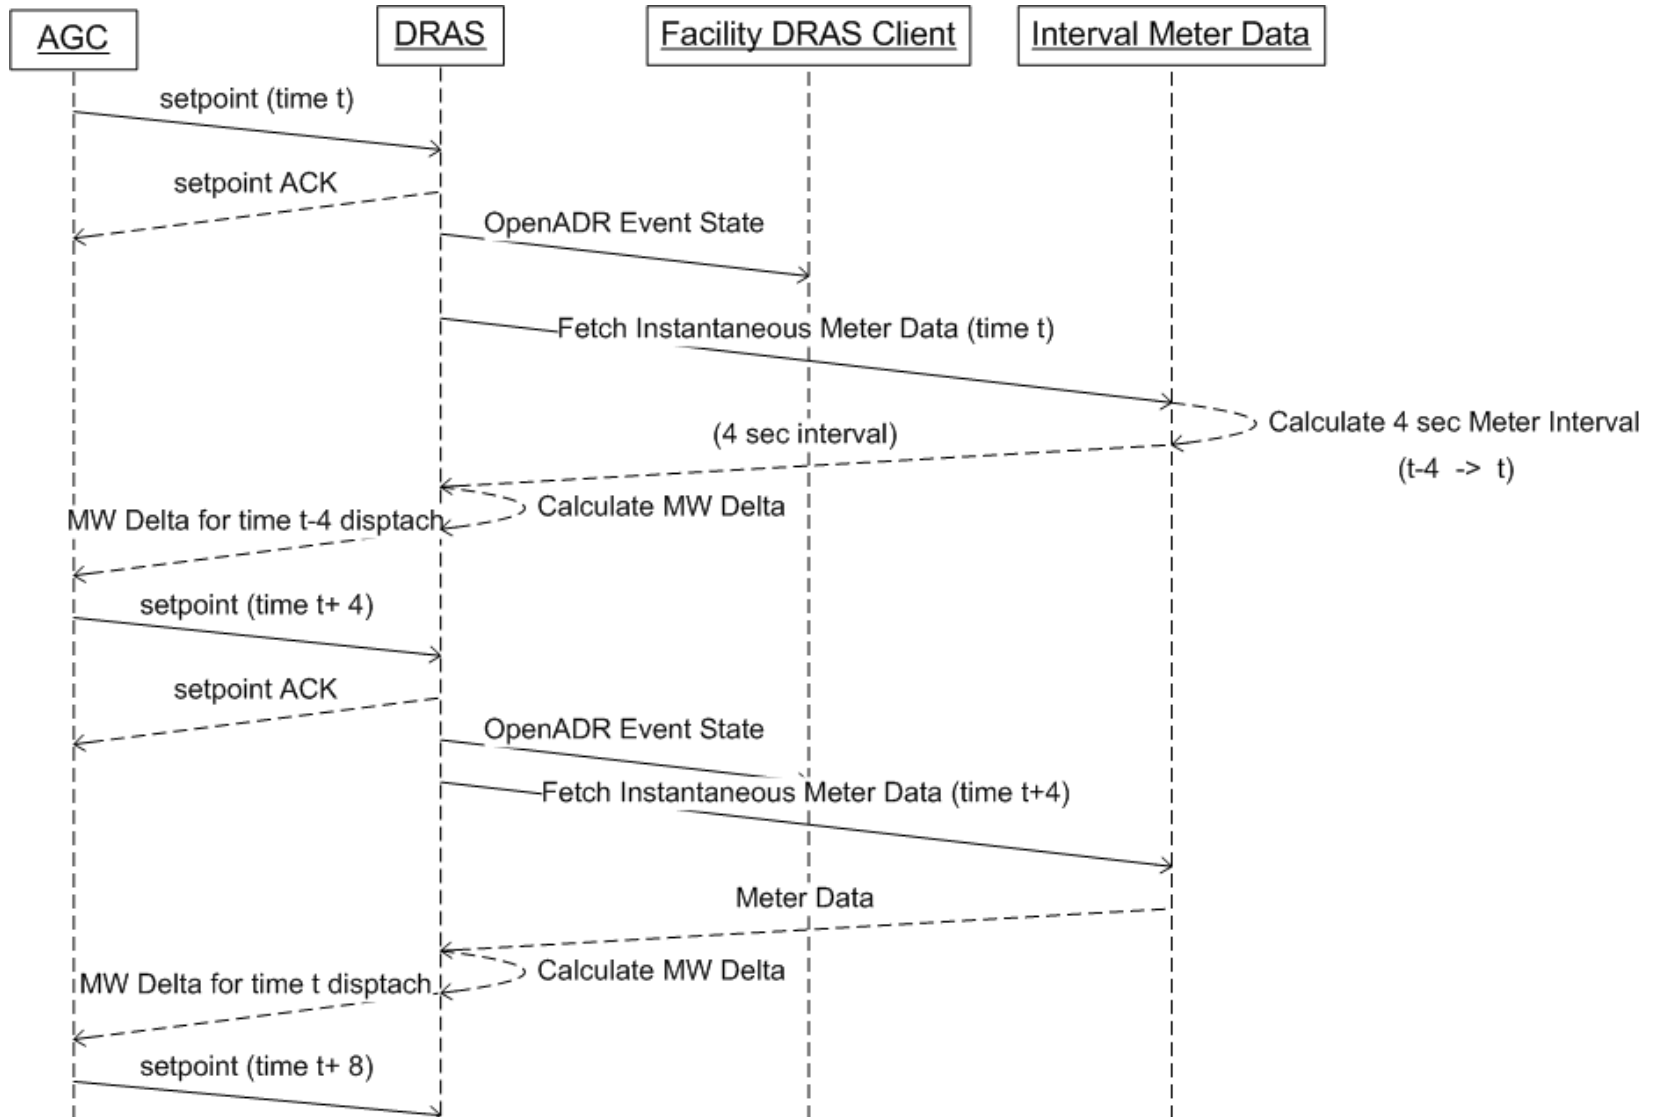 AGC
DRAS
Facility DRAS Client
Interval Meter Data
setpoint (time t)
setpoint ACK
OpenADR Event State
Fetch Instantaneous Meter Data (time t)
Calculate 4 sec Meter Interval
(t-4 -> t)
(4 sec interval)
Calculate MW Delta
MW Delta for time t-4 disptach
setpoint (time t+ 4)
setpoint ACK
OpenADR Event State
Fetch Instantaneous Meter Data (time t+4)
Meter Data
Calculate MW Delta
MW Delta for time t disptach
setpoint (time t+ 8)